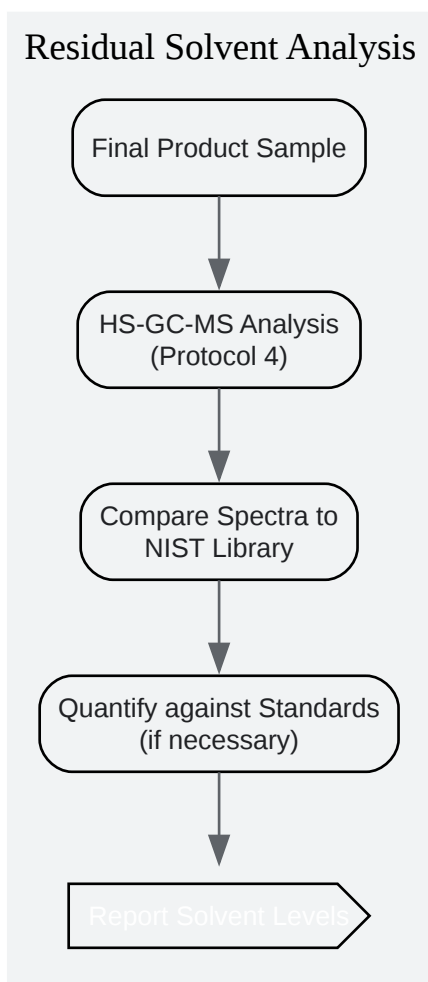 Residual Solvent Analysis
Final Product Sample
HS-GC-MS Analysis
(Protocol 4)
Compare Spectra to
NIST Library
Quantify against Standards
(if necessary)
Report Solvent Levels